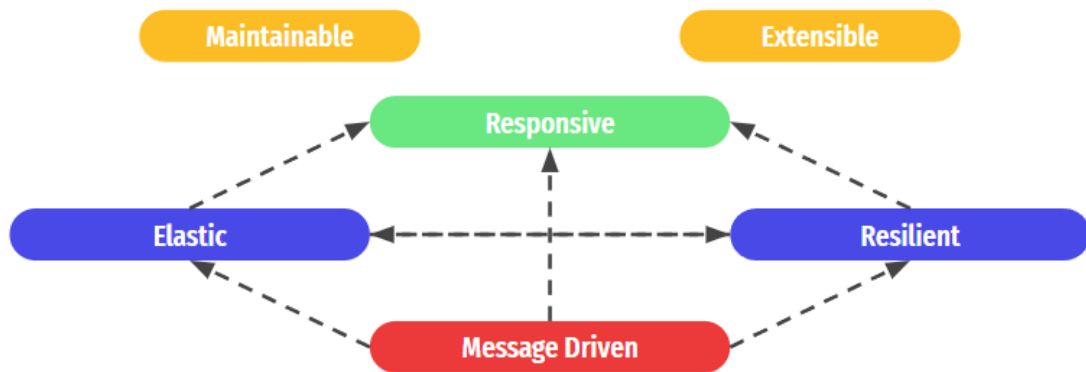 Maintainable
Extensible
Responsive
Elastic
Resilient
Message Driven